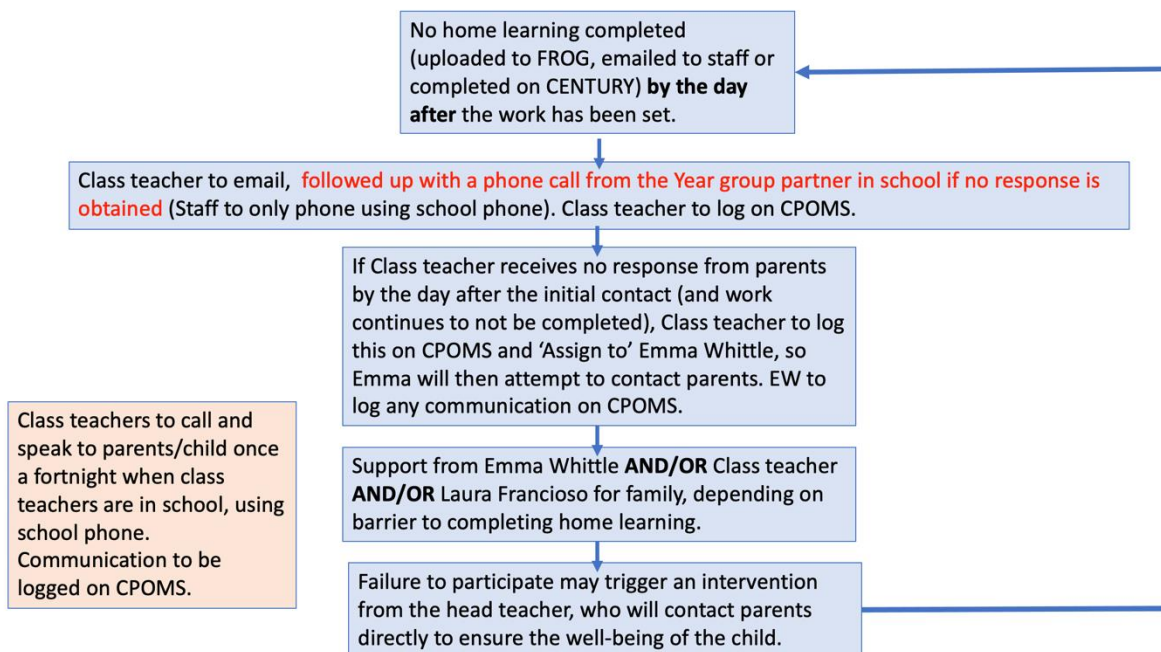 No home learning completed
(uploaded to FROG, emailed to staff or
completed on CENTURY) by the day
after the work has been set.
Class teacher to email, followed up with a phone call from the Year group partner in school if no response is
obtained (Staff to only phone using school phone). Class teacher to log on CPOMS.
If Class teacher receives no response from parents
by the day after the initial contact (and work
continues to not be completed), Class teacher to log
this on CPOMS and ‘Assign to’ Emma Whittle, so
Emma will then attempt to contact parents. EW to
log any communication on CPOMS.
Class teachers to call and
speak to parents/child once
a fortnight when class
teachers are in school, using
school phone.
Communication to be
logged on CPOMS.
Support from Emma Whittle AND/OR Class teacher
AND/OR Laura Francioso for family, depending on
barrier to completing home learning.
Failure to participate may trigger an intervention
from the head teacher, who will contact parents
directly to ensure the well-being of the child.